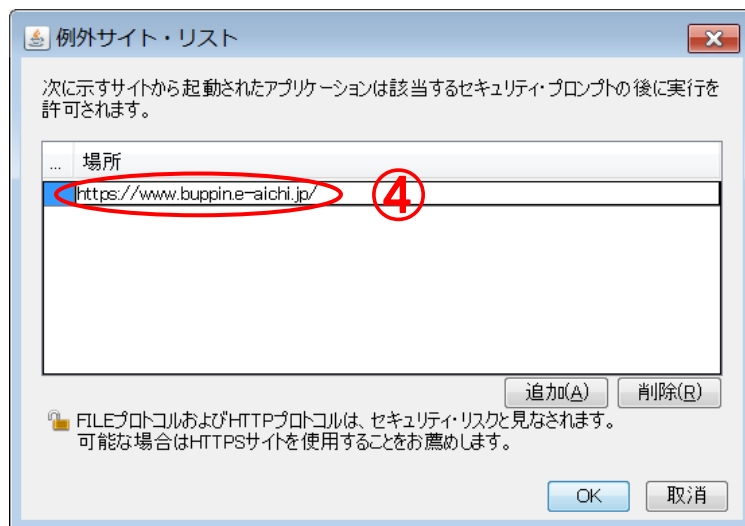 例外サイト・リスト
次に示すサイトから起動されたアプリケーションは該当するセキュリティ・プロンプトの後に実行を
許可されます。
... 場所
https://www.buppin.e-aichi.jp/ ④
追加(A) 削除(R)
FILEプロトコルおよびHTTPプロトコルは、セキュリティ・リスクと見なされます。
可能な場合はHTTPSサイトを使用することをお薦めします。
OK 取消